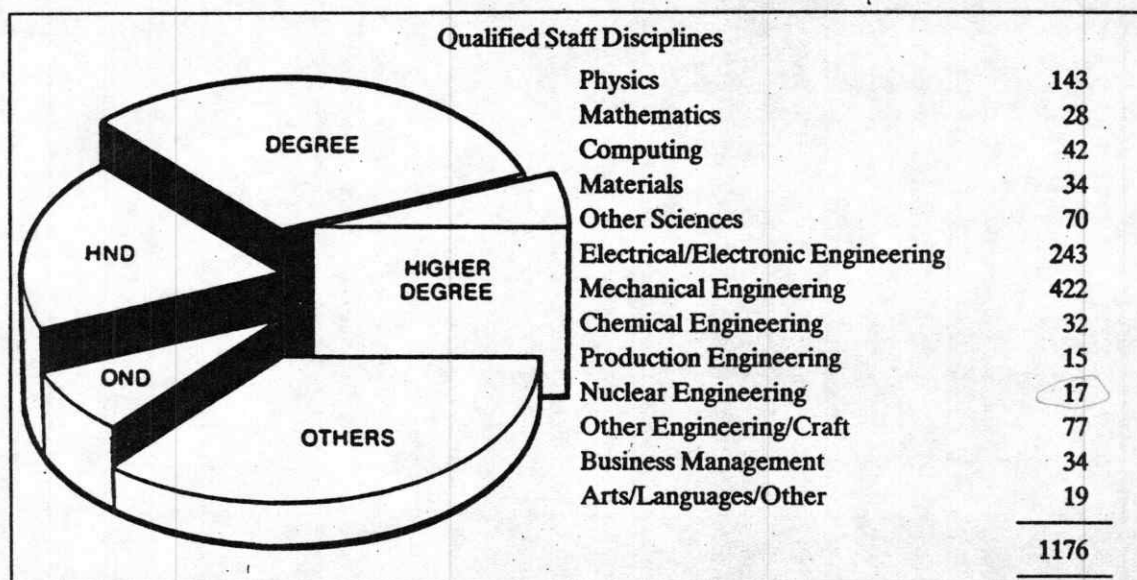 Qualified Staff Disciplines
DEGREE
HND
OND
HIGHER
DEGREE
OTHERS
Physics 143
Mathematics 28
Computing 42
Materials 34
Other Sciences 70
Electrical/Electronic Engineering 243
Mechanical Engineering 422
Chemical Engineering 32
Production Engineering 15
Nuclear Engineering 17
Other Engineering/Craft 77
Business Management 34
Arts/Languages/Other 19
1176